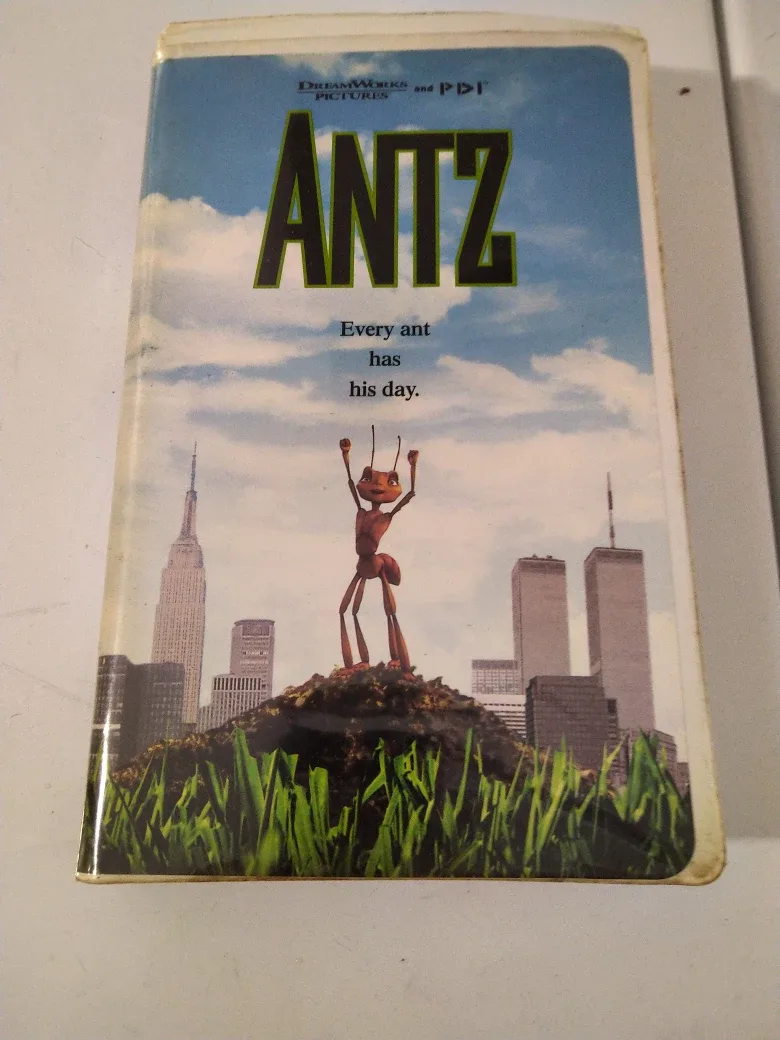 DREAMWORKS PICTURES and PDI
ANTZ
Every ant
has
his day.